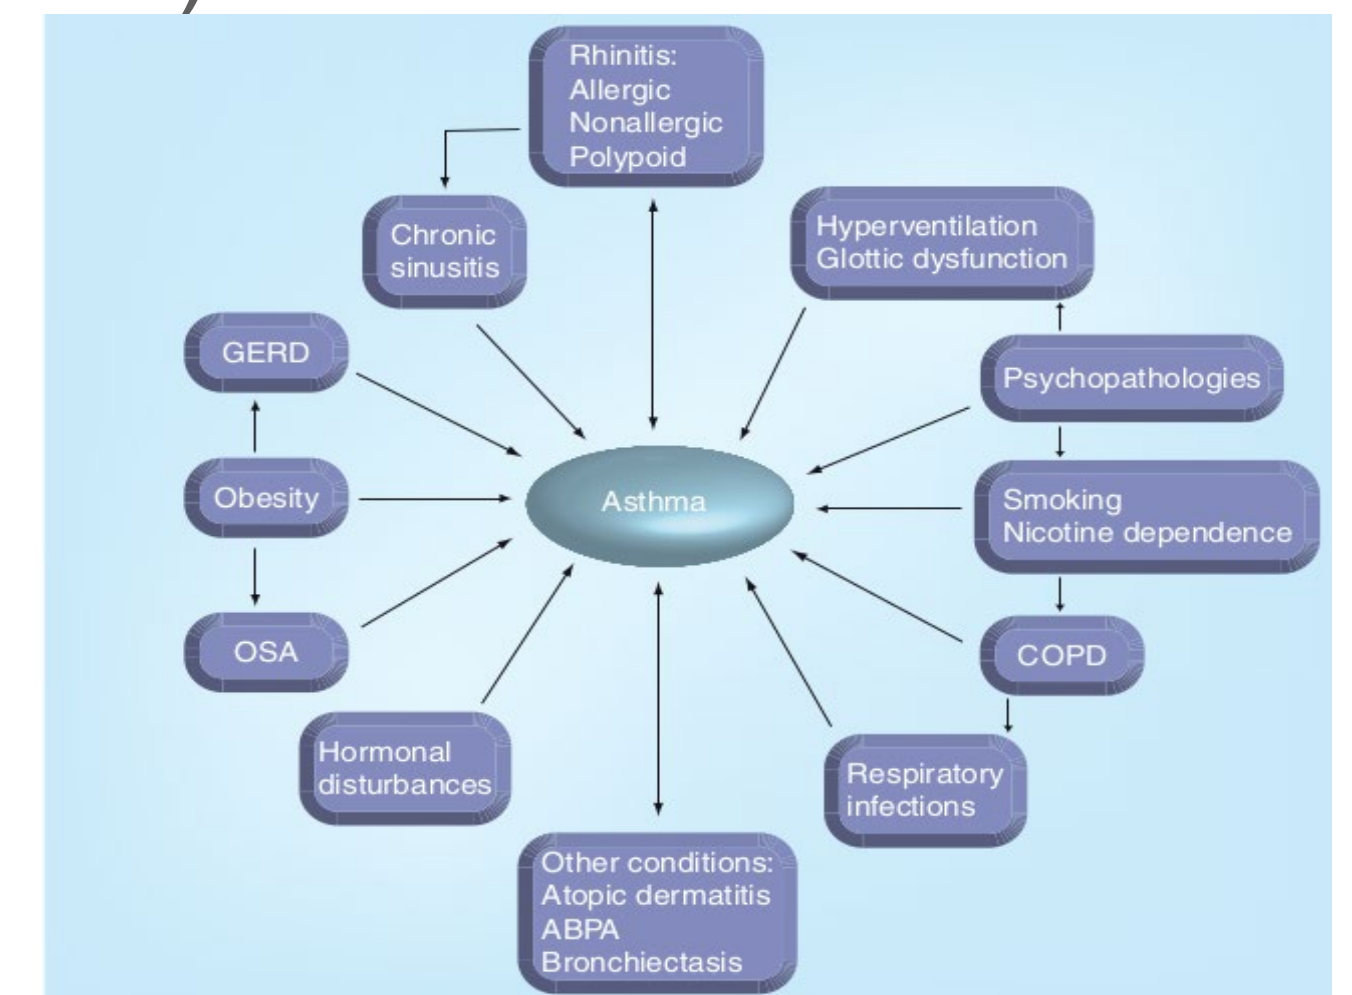 Rhinitis:
Allergic
Nonallergic
Polypoid
Chronic
sinusitis
Hyperventilation
Glottic dysfunction
GERD
Psychopathologies
Obesity
Asthma
Smoking
Nicotine dependence
OSA
COPD
Hormonal
disturbances
Respiratory
infections
Other conditions:
Atopic dermatitis
ABPA
Bronchiectasis